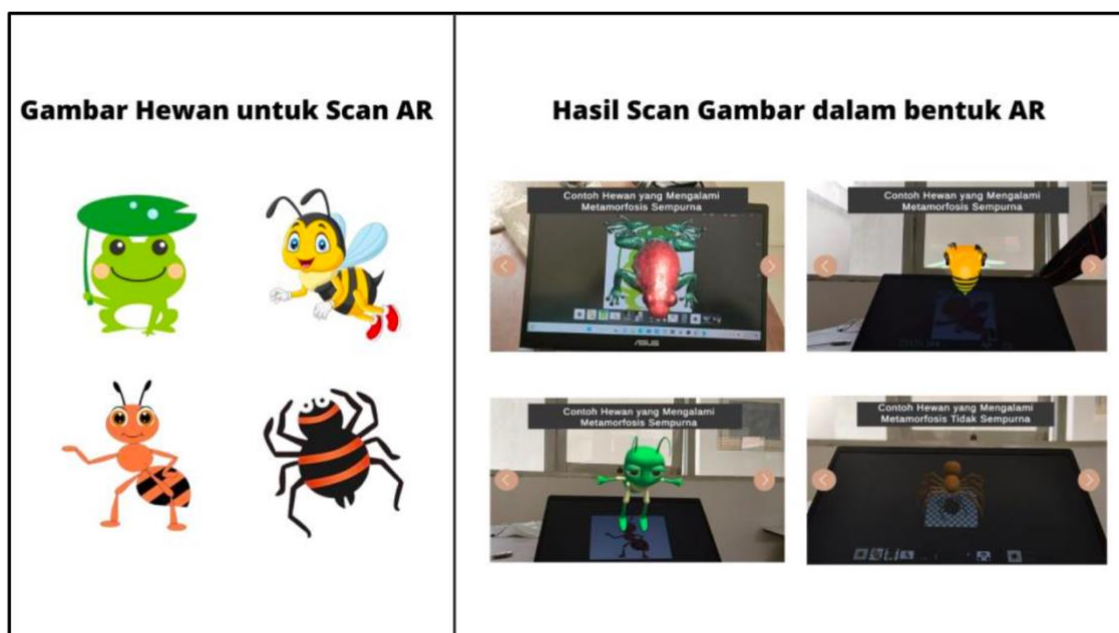 Gambar Hewan untuk Scan AR
Hasil Scan Gambar dalam bentuk AR
Contoh Hewan yang Mengalami
Metamorfosis Sempurna
ASUS
Contoh Hewan yang Mengalami
Metamorfosis Sempurna
Contoh Hewan yang Mengalami
Metamorfosis Sempurna
Contoh Hewan yang Mengalami
Metamorfosis Tidak Sempurna